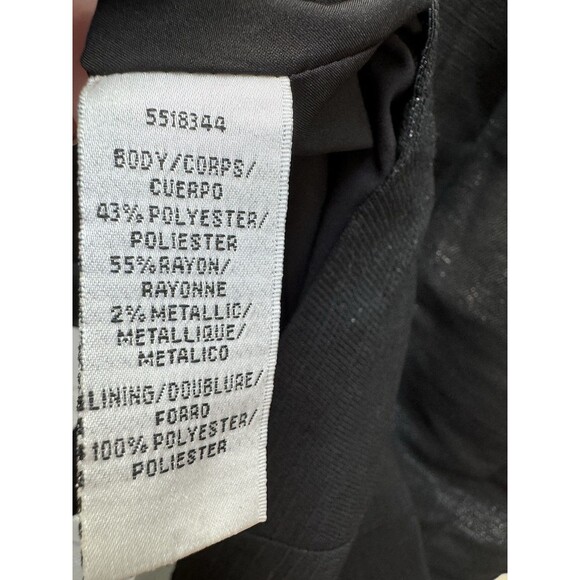 5518344
BODY/CORPS/
CUERPO
43% POLYESTER/
POLIESTER
55% RAYON/
RAYONNE
2% METALLIC/
METALLIQUE/
METALICO
LINING/DOUBLURE/
FORRO
100% POLYESTER/
POLIESTER